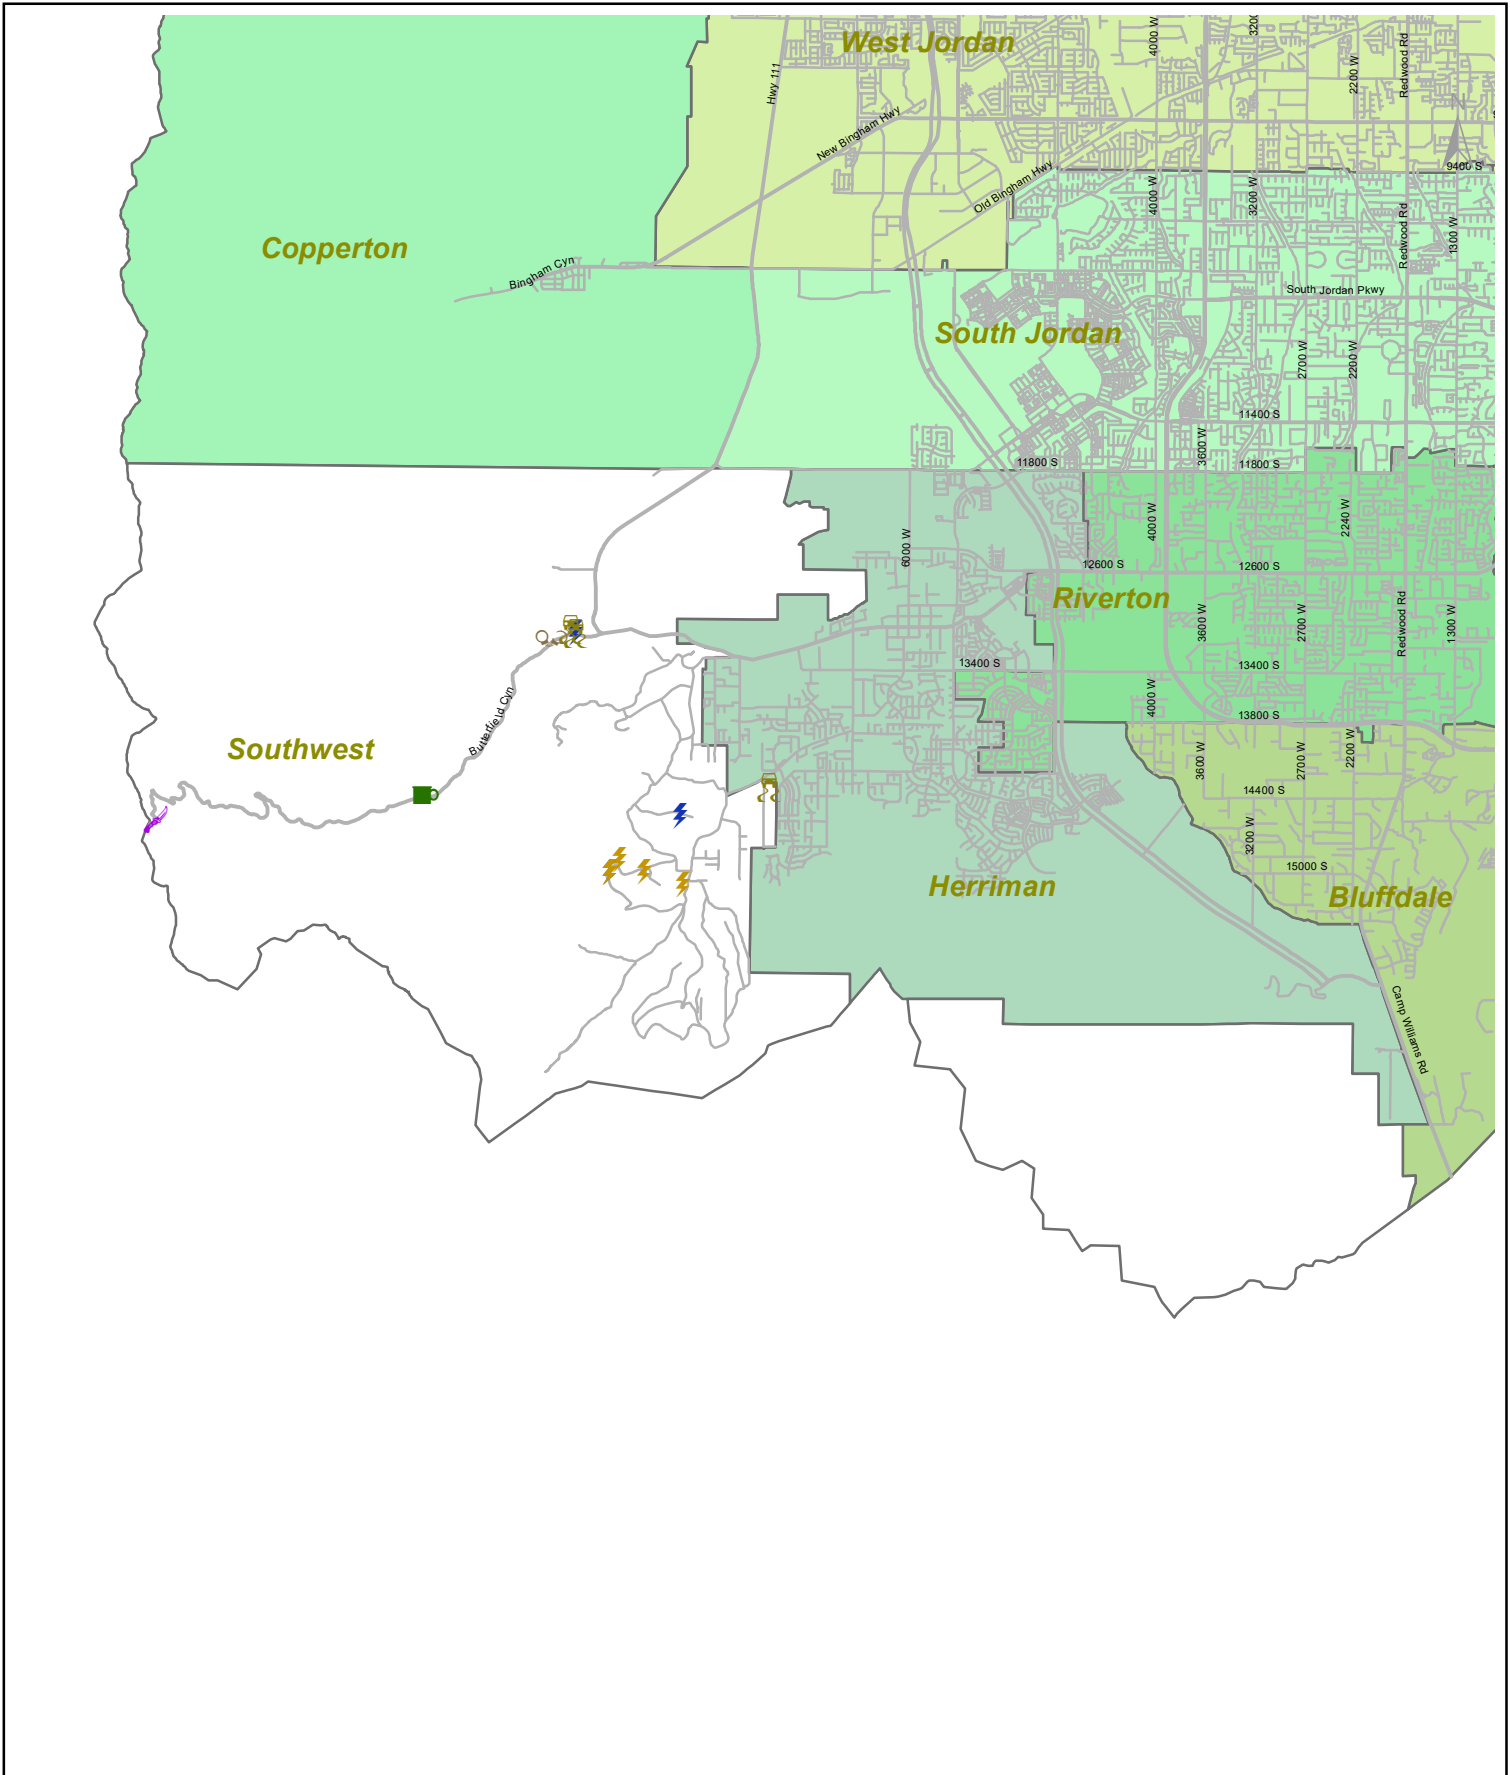 West Jordan
4000 W
3200
2200 W
Redwood Rd
Hwy 111
New Bingham Hwy
N
9400 S
Old Bingham Hwy
4000 W
3200 W
Redwood Rd
1300 W
Copperton
Bingham Cyn
South Jordan Pkwy
South Jordan
2700 W
2200 W
11400 S
3600 W
11800 S
11800 S
6000 W
4000 W
2240 W
12600 S
12600 S
Riverton
3600 W
2700 W
Redwood Rd
1300 W
13400 S
13400 S
4000 W
13800 S
Butterfield Cyn
Southwest
3600 W
2700 W
2200 W
14400 S
3200 W
15000 S
Herriman
Bluffdale
Camp Williams Rd